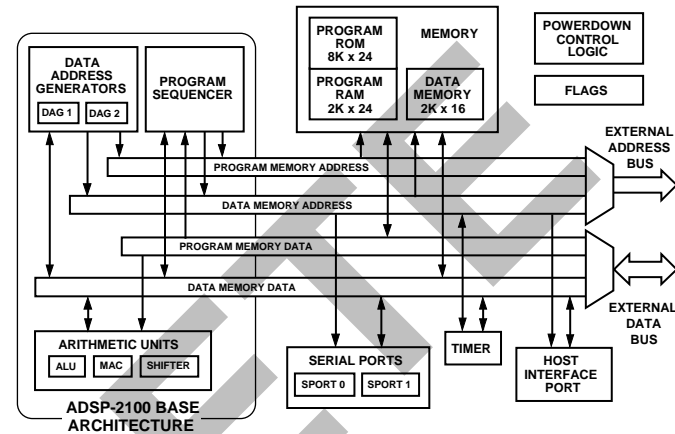 DATA
ADDRESS
GENERATORS
DAG 1
DAG 2
PROGRAM
SEQUENCER
PROGRAM
ROM
8K x 24
MEMORY
PROGRAM
RAM
2K x 24
DATA
MEMORY
2K x 16
POWERDOWN
CONTROL
LOGIC
FLAGS
EXTERNAL
ADDRESS
BUS
PROGRAM MEMORY ADDRESS
DATA MEMORY ADDRESS
PROGRAM MEMORY DATA
DATA MEMORY DATA
EXTERNAL
DATA
BUS
ARITHMETIC UNITS
ALU
MAC
SHIFTER
SERIAL PORTS
SPORT 0
SPORT 1
TIMER
HOST
INTERFACE
PORT
ADSP-2100 BASE
ARCHITECTURE
ETE